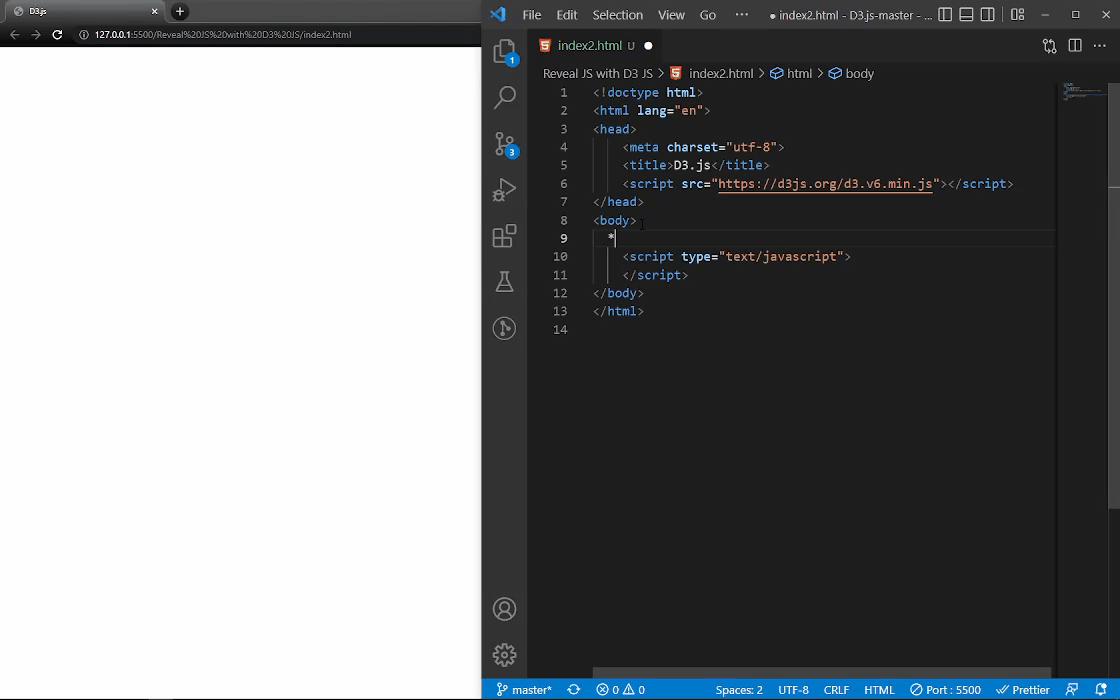 D3.js
127.0.0.1:5500/Reveal%20JS%20with%20D3%20JS/index2.html
File Edit Selection View Go ··· ● index2.html - D3.js-master - ...
index2.html U ●
Reveal JS with D3 JS > index2.html > html > body
1 <!doctype html>
2 <html lang="en">
3 <head>
4 <meta charset="utf-8">
5 <title>D3.js</title>
6 <script src="https://d3js.org/d3.v6.min.js"></script>
7 </head>
8 <body>
9 *
10 <script type="text/javascript">
11 </script>
12 </body>
13 </html>
14
1
3
master* 0 0 Spaces: 2 UTF-8 CRLF HTML Port : 5500 Prettier